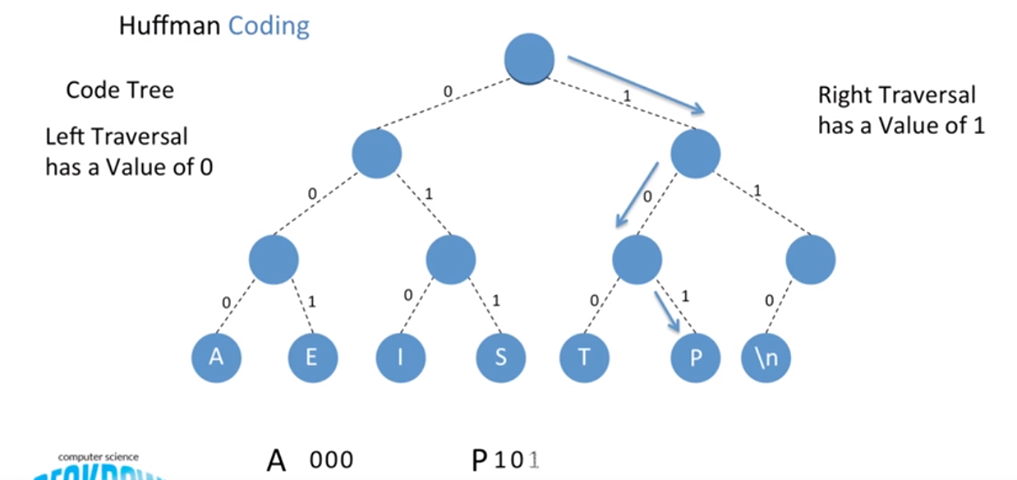 Huffman Coding
Code Tree
Left Traversal
has a Value of 0
Right Traversal
has a Value of 1
0 1
0 1 0 1
0 1 0 1 0 1 0
A E I S T P \n
A 000 P 101
computer science